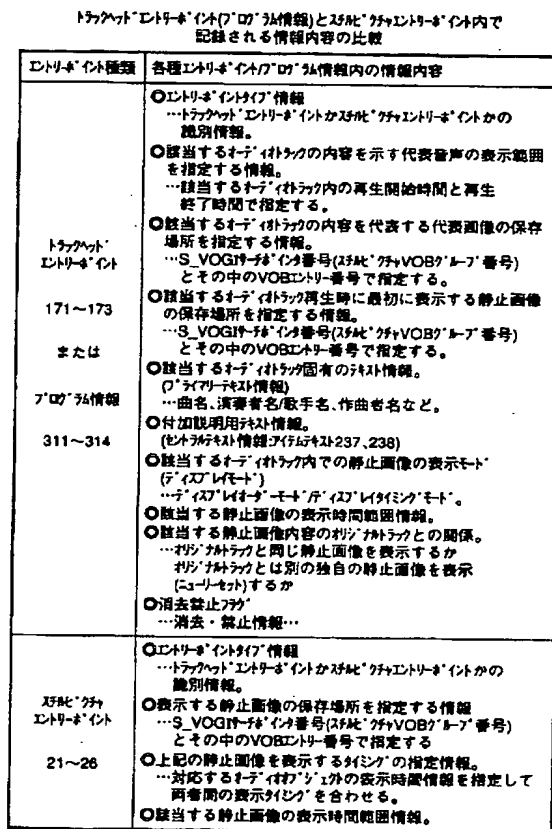 ﾄﾗｯｸﾍｯﾄﾞｴﾝﾄﾘｰﾎﾟｲﾝﾄ(ﾌﾟﾛｸﾞﾗﾑ情報)とｽﾁﾙﾋﾟｸﾁｬｴﾝﾄﾘｰﾎﾟｲﾝﾄ内で
記録される情報内容の比較
ｴﾝﾄﾘｰﾎﾟｲﾝﾄ種類
各種ｴﾝﾄﾘｰﾎﾟｲﾝﾄ/ﾌﾟﾛｸﾞﾗﾑ情報内の情報内容
ﾄﾗｯｸﾍｯﾄﾞ
ｴﾝﾄﾘｰﾎﾟｲﾝﾄ
171〜173
または
ﾌﾟﾛｸﾞﾗﾑ情報
311〜314
〇ｴﾝﾄﾘｰﾎﾟｲﾝﾄﾀｲﾌﾟ情報
…ﾄﾗｯｸﾍｯﾄﾞｴﾝﾄﾘｰﾎﾟｲﾝﾄかｽﾁﾙﾋﾟｸﾁｬｴﾝﾄﾘｰﾎﾟｲﾝﾄかの
識別情報。
〇該当するｵｰﾃﾞｨｵﾄﾗｯｸの内容を示す代表音声の表示範囲
を指定する情報。
…該当するｵｰﾃﾞｨｵﾄﾗｯｸ内の再生開始時間と再生
終了時間で指定する。
〇該当するｵｰﾃﾞｨｵﾄﾗｯｸの内容を代表する代表画像の保存
場所を指定する情報。
…S_VOGIｻｰﾁﾎﾟｲﾝﾀ番号(ｽﾁﾙﾋﾟｸﾁｬVOBｸﾞﾙｰﾌﾟ番号)
とその中のVOBｴﾝﾄﾘｰ番号で指定する。
〇該当するｵｰﾃﾞｨｵﾄﾗｯｸ再生時に最初に表示する静止画像
の保存場所を指定する情報。
…S_VOGIｻｰﾁﾎﾟｲﾝﾀ番号(ｽﾁﾙﾋﾟｸﾁｬVOBｸﾞﾙｰﾌﾟ番号)
とその中のVOBｴﾝﾄﾘｰ番号で指定する。
〇該当するｵｰﾃﾞｨｵﾄﾗｯｸ固有のﾃｷｽﾄ情報。
(ﾌﾟﾗｲﾏﾘｰﾃｷｽﾄ情報)
…曲名、演奏者名/歌手名、作曲者名など。
〇付加説明用ﾃｷｽﾄ情報。
(ｾﾝﾄﾗﾙﾃｷｽﾄ情報:ｱｲﾃﾑﾃｷｽﾄ237、238)
〇該当するｵｰﾃﾞｨｵﾄﾗｯｸ内での静止画像の表示ﾓｰﾄﾞ
(ﾃﾞｨｽﾌﾟﾚｲﾓｰﾄﾞ)
…ﾃﾞｨｽﾌﾟﾚｲｵｰﾀﾞｰﾓｰﾄﾞ/ﾃﾞｨｽﾌﾟﾚｲﾀｲﾐﾝｸﾞﾓｰﾄﾞ。
〇該当する静止画像の表示時間範囲情報。
〇該当する静止画像内容のｵﾘｼﾞﾅﾙﾄﾗｯｸとの関係。
…ｵﾘｼﾞﾅﾙﾄﾗｯｸと同じ静止画像を表示するか
ｵﾘｼﾞﾅﾙﾄﾗｯｸとは別の独自の静止画像を表示
(ﾆｭｰﾘｰｾｯﾄ)するか
〇消去禁止ﾌﾗｸﾞ
…消去・禁止情報…
ｽﾁﾙﾋﾟｸﾁｬ
ｴﾝﾄﾘｰﾎﾟｲﾝﾄ
21〜26
〇ｴﾝﾄﾘｰﾎﾟｲﾝﾄﾀｲﾌﾟ情報
…ﾄﾗｯｸﾍｯﾄﾞｴﾝﾄﾘｰﾎﾟｲﾝﾄかｽﾁﾙﾋﾟｸﾁｬｴﾝﾄﾘｰﾎﾟｲﾝﾄかの
識別情報。
〇表示する静止画像の保存場所を指定する情報
…S_VOGIｻｰﾁﾎﾟｲﾝﾀ番号(ｽﾁﾙﾋﾟｸﾁｬVOBｸﾞﾙｰﾌﾟ番号)
とその中のVOBｴﾝﾄﾘｰ番号で指定する
〇上記の静止画像を表示するﾀｲﾐﾝｸﾞの指定情報。
…対応するｵｰﾃﾞｨｵｵﾌﾞｼﾞｪｸﾄの表示時間情報を指定して
両者間の表示ﾀｲﾐﾝｸﾞを合わせる。
〇該当する静止画像の表示時間範囲情報。